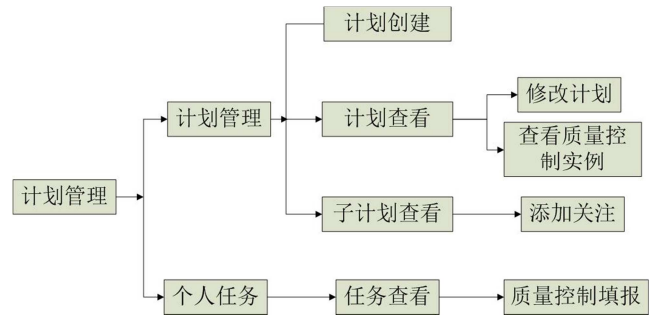 计划创建
计划管理
计划查看
修改计划
查看质量控
制实例
计划管理
子计划查看
添加关注
个人任务
任务查看
质量控制填报